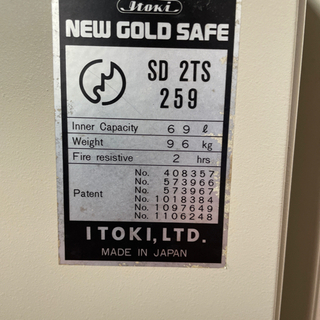 Itoki
NEW GOLD SAFE
SD 2TS
259
Inner Capacity 69 ℓ
Weight 96 kg
Fire resistive 2 hrs
Patent
No. 408357
No. 573966
No. 573967
No. 1018384
No. 1097649
No. 1106248
ITOKI, LTD.
MADE IN JAPAN